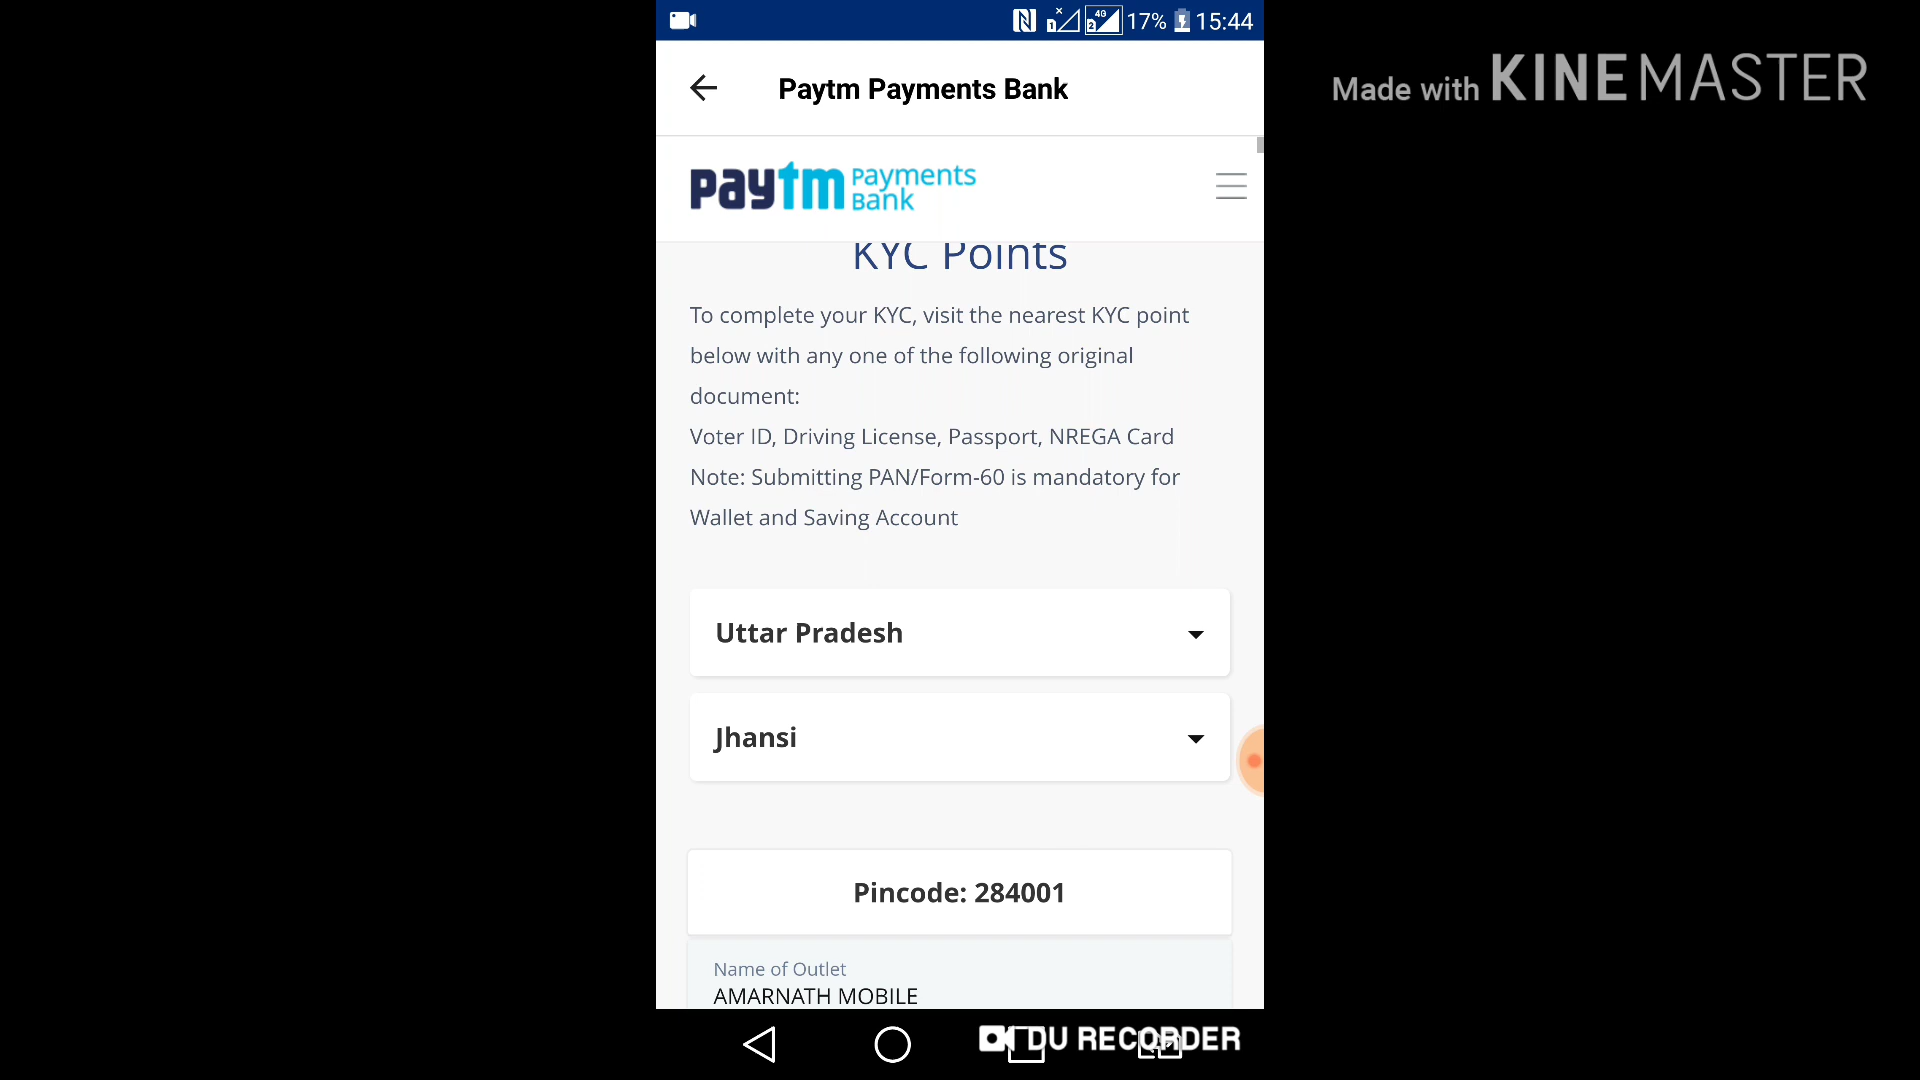 4G 17% 15:44
Made with KINEMASTER
Paytm Payments Bank
paytm Payments Bank
KYC Points
To complete your KYC, visit the nearest KYC point
below with any one of the following original
document:
Voter ID, Driving License, Passport, NREGA Card
Note: Submitting PAN/Form-60 is mandatory for
Wallet and Saving Account
Uttar Pradesh
Jhansi
Pincode: 284001
Name of Outlet
AMARNATH MOBILE
DU RECORDER